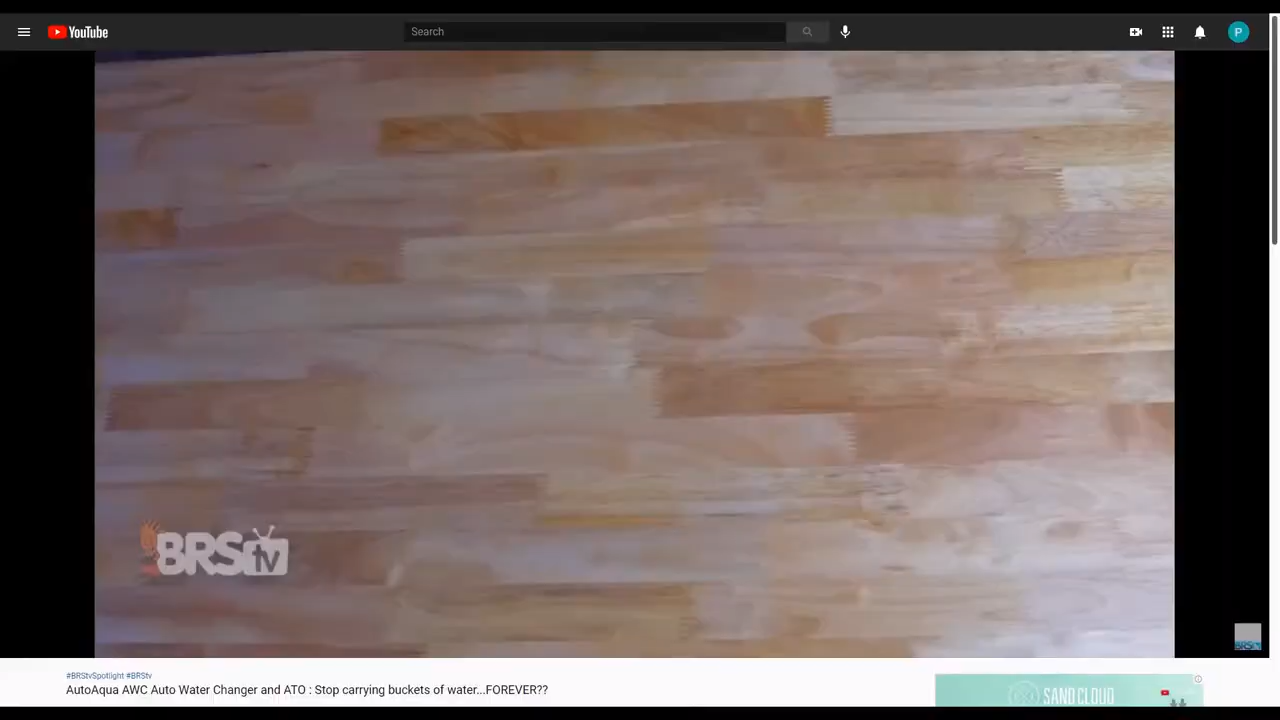 YouTube
Search
P
BRStv
BRStv
#BRStvSpotlight #BRStv
AutoAqua AWC Auto Water Changer and ATO : Stop carrying buckets of water...FOREVER??
SAND CLOUD